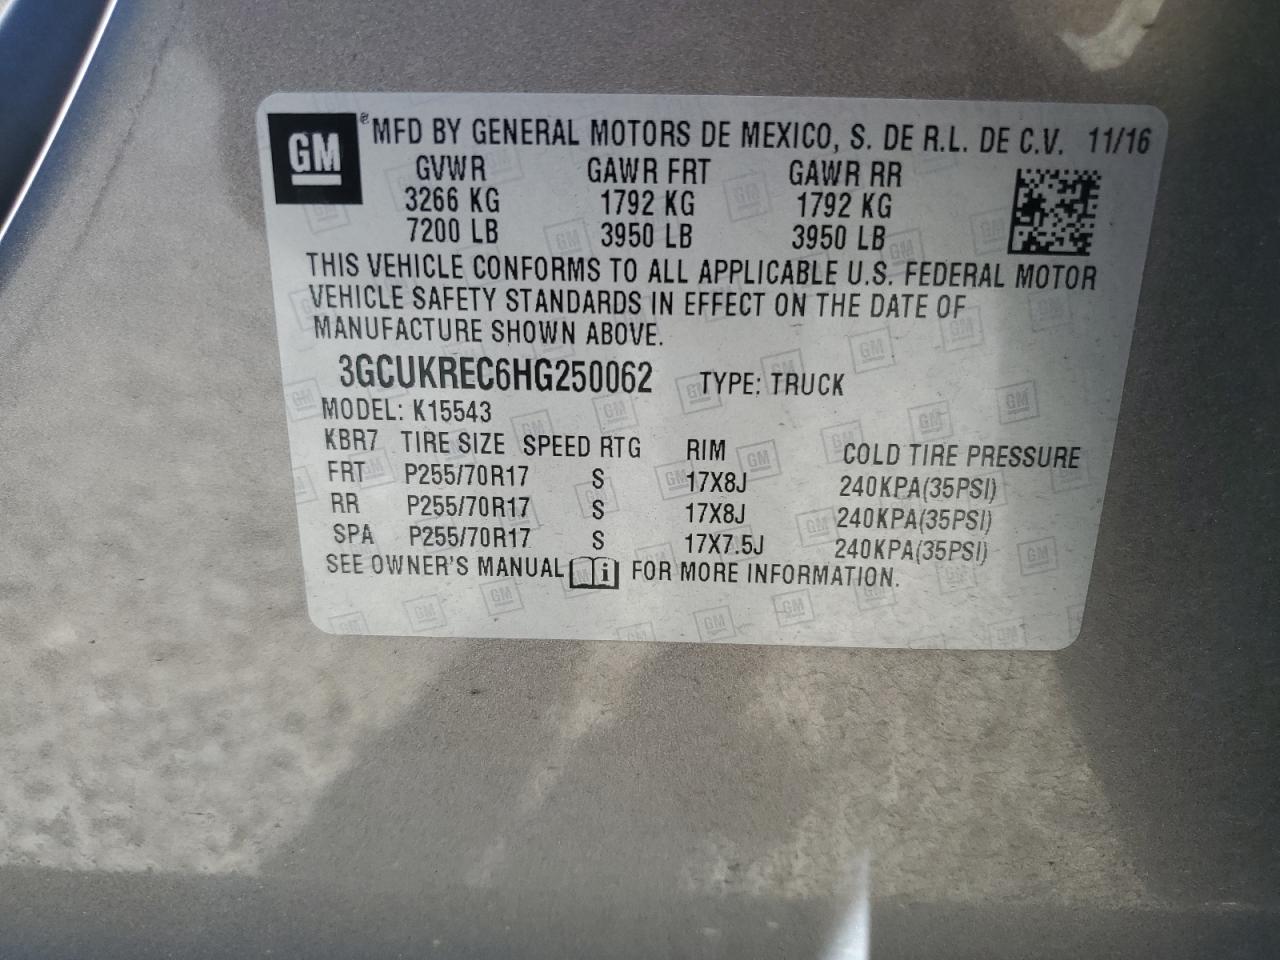 GM® MFD BY GENERAL MOTORS DE MEXICO, S. DE R.L. DE C.V. 11/16
GVWR GAWR FRT GAWR RR
3266 KG 1792 KG 1792 KG
7200 LB 3950 LB 3950 LB
THIS VEHICLE CONFORMS TO ALL APPLICABLE U.S. FEDERAL MOTOR
VEHICLE SAFETY STANDARDS IN EFFECT ON THE DATE OF
MANUFACTURE SHOWN ABOVE.
3GCUKREC6HG250062 TYPE: TRUCK
MODEL: K15543
KBR7 TIRE SIZE SPEED RTG RIM COLD TIRE PRESSURE
FRT P255/70R17 S 17X8J 240KPA(35PSI)
RR P255/70R17 S 17X8J 240KPA(35PSI)
SPA P255/70R17 S 17X7.5J 240KPA(35PSI)
SEE OWNER'S MANUAL i FOR MORE INFORMATION.